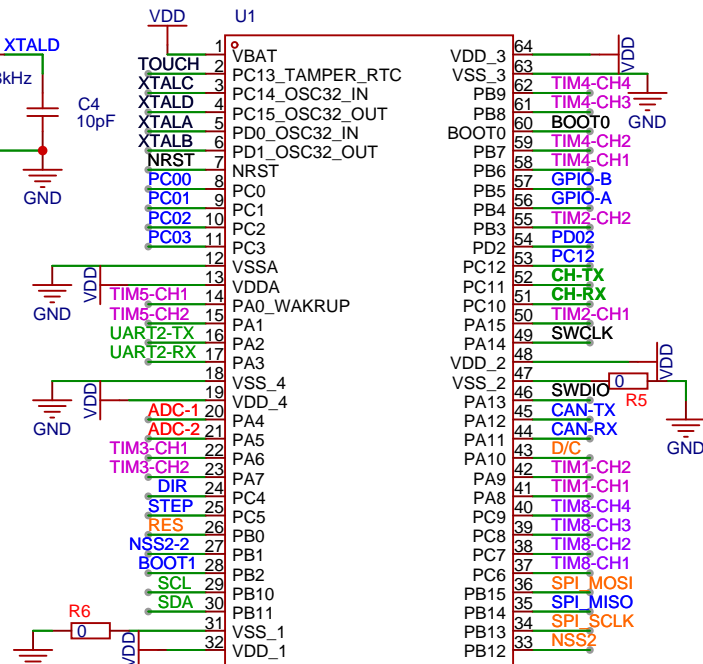 XTALD
8kHz
C4
10pF
GND
U1
VDD
1 VBAT
TOUCH 2 PC13_TAMPER_RTC
XTALC 3 PC14_OSC32_IN
XTALD 4 PC15_OSC32_OUT
XTALA 5 PD0_OSC32_IN
XTALB 6 PD1_OSC32_OUT
NRST 7 NRST
PC00 8 PC0
PC01 9 PC1
PC02 10 PC2
PC03 11 PC3
12 VSSA
GND
VDD 13 VDDA
TIM5-CH1 14 PA0_WAKRUP
TIM5-CH2 15 PA1
UART2-TX 16 PA2
UART2-RX 17 PA3
18 VSS_4
GND
VDD 19 VDD_4
ADC-1 20 PA4
ADC-2 21 PA5
TIM3-CH1 22 PA6
TIM3-CH2 23 PA7
DIR 24 PC4
STEP 25 PC5
RES 26 PB0
NSS2-2 27 PB1
BOOT1 28 PB2
SCL 29 PB10
SDA 30 PB11
R6
0
31 VSS_1
VDD 32 VDD_1
VDD_3 64 VDD
VSS_3 63
GND
PB9 62 TIM4-CH4
PB8 61 TIM4-CH3
BOOT0 60 BOOT0
PB7 59 TIM4-CH2
PB6 58 TIM4-CH1
PB5 57 GPIO-B
PB4 56 GPIO-A
PB3 55 TIM2-CH2
PD2 54 PD02
PC12 53 PC12
PC11 52 CH-TX
PC10 51 CH-RX
PA15 50 TIM2-CH1
PA14 49 SWCLK
VDD_2 48 VDD
VSS_2 47
0
R5
GND
PA13 46 SWDIO
PA12 45 CAN-TX
PA11 44 CAN-RX
PA10 43 D/C
PA9 42 TIM1-CH2
PA8 41 TIM1-CH1
PC9 40 TIM8-CH4
PC8 39 TIM8-CH3
PC7 38 TIM8-CH2
PC6 37 TIM8-CH1
PB15 36 SPI_MOSI
PB14 35 SPI_MISO
PB13 34 SPI_SCLK
PB12 33 NSS2